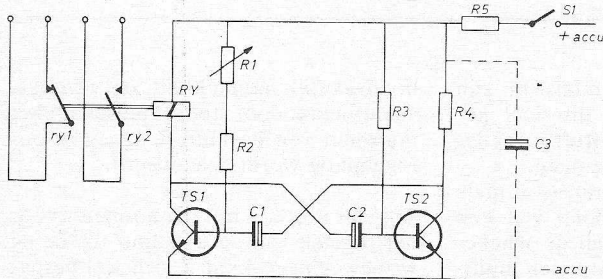 R5
S1
+ accu
R1
RY
R3
R4
ry1
ry2
R2
C3
TS1
C1
C2
TS2
- accu